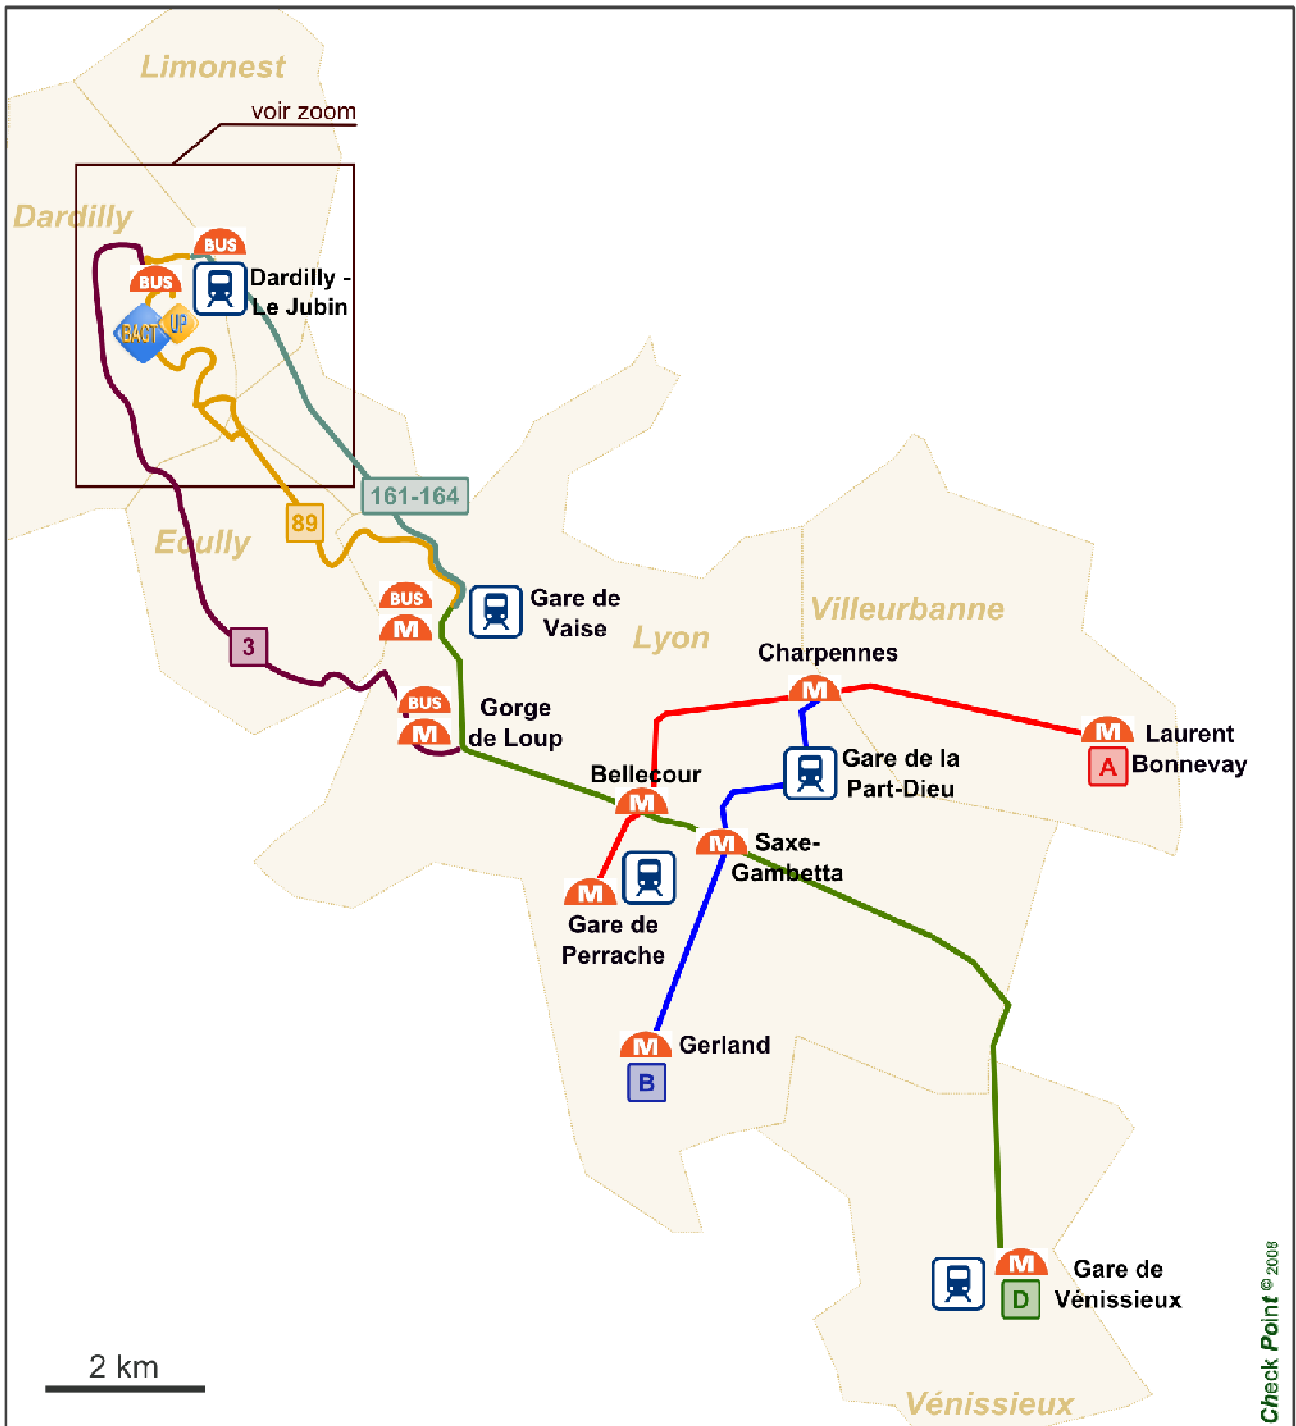 Limonest
voir zoom
Dardilly
BUS
BUS
Dardilly -
Le Jubin
BAGT
UP
161-164
89
Ecully
BUS
M
Gare de
Vaise
Villeurbanne
Lyon
3
Charpennes
M
BUS
M
Gorge
de Loup
M
A
Laurent
Bonnevay
Gare de la
Part-Dieu
Bellecour
M
M
Saxe-
Gambetta
M
Gare de
Perrache
M
Gerland
B
M
D
Gare de
Vénissieux
2 km
Vénissieux
Check Point © 2008